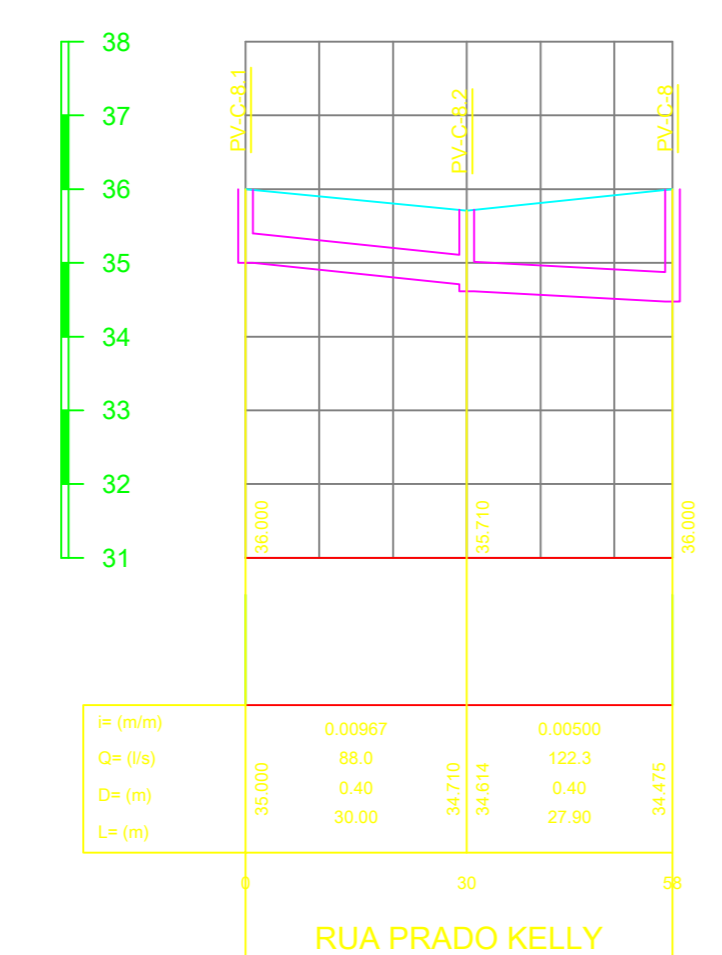 38
37
36
35
34
33
32
31
PV-C-8.1
PV-C-8.2
PV-C-8
36.000
35.710
36.000
i= (m/m) 0.00967 0.00500
Q= (l/s) 88.0 122.3
D= (m) 0.40 0.40
L= (m) 30.00 27.90
35.000
34.710
34.614
34.475
0 30 58
RUA PRADO KELLY